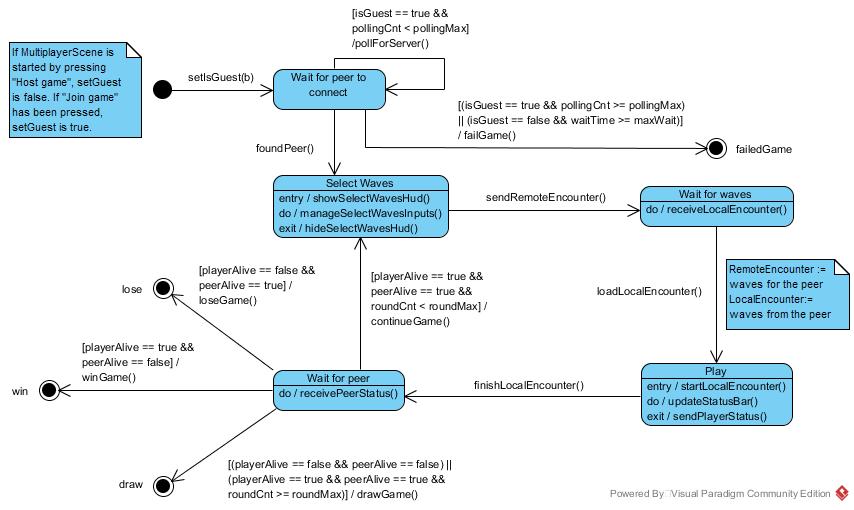 [isGuest == true &&
pollingCnt < pollingMax]
/pollForServer()
If MultiplayerScene is
started by pressing
"Host game", setGuest
is false. If "Join game"
has been pressed,
setGuest is true.
setIsGuest(b)
Wait for peer to
connect
[(isGuest == true && pollingCnt >= pollingMax)
|| (isGuest == false && waitTime >= maxWait)]
/ failGame()
foundPeer()
failedGame
Select Waves
entry / showSelectWavesHud()
do / manageSelectWavesInputs()
exit / hideSelectWavesHud()
sendRemoteEncounter()
Wait for waves
do / receiveLocalEncounter()
lose
[playerAlive == false &&
peerAlive == true] /
loseGame()
[playerAlive == true &&
peerAlive == true &&
roundCnt < roundMax] /
continueGame()
loadLocalEncounter()
RemoteEncounter :=
waves for the peer
LocalEncounter:=
waves from the peer
[playerAlive == true &&
peerAlive == false] /
winGame()
win
Wait for peer
do / receivePeerStatus()
finishLocalEncounter()
Play
entry / startLocalEncounter()
do / updateStatusBar()
exit / sendPlayerStatus()
draw
[(playerAlive == false && peerAlive == false) ||
(playerAlive == true && peerAlive == true &&
roundCnt >= roundMax)] / drawGame()
Powered By Visual Paradigm Community Edition